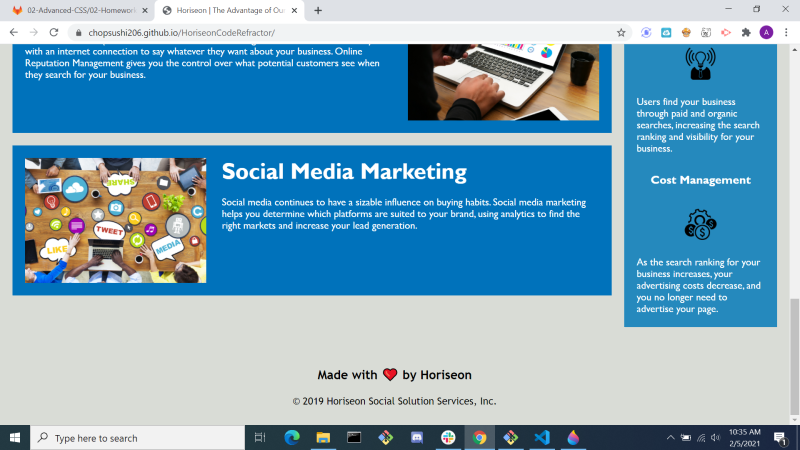 02-Advanced-CSS/02-Homework
Horiseon | The Advantage of Ou
chopsushi206.github.io/HoriseonCodeRefractor/
A
with an internet connection to say whatever they want about your business. Online
Reputation Management gives you the control over what potential customers see when
they search for your business.
Social Media Marketing
Social media continues to have a sizable influence on buying habits. Social media marketing
helps you determine which platforms are suited to your brand, using analytics to find the
right markets and increase your lead generation.
SHARE
TWEET
LIKE
MEDIA
Users find your business
through paid and organic
searches, increasing the search
ranking and visibility for your
business.
Cost Management
As the search ranking for your
business increases, your
advertising costs decrease, and
you no longer need to
advertise your page.
Made with ❤ by Horiseon
© 2019 Horiseon Social Solution Services, Inc.
Type here to search
10:35 AM
2/5/2021
1